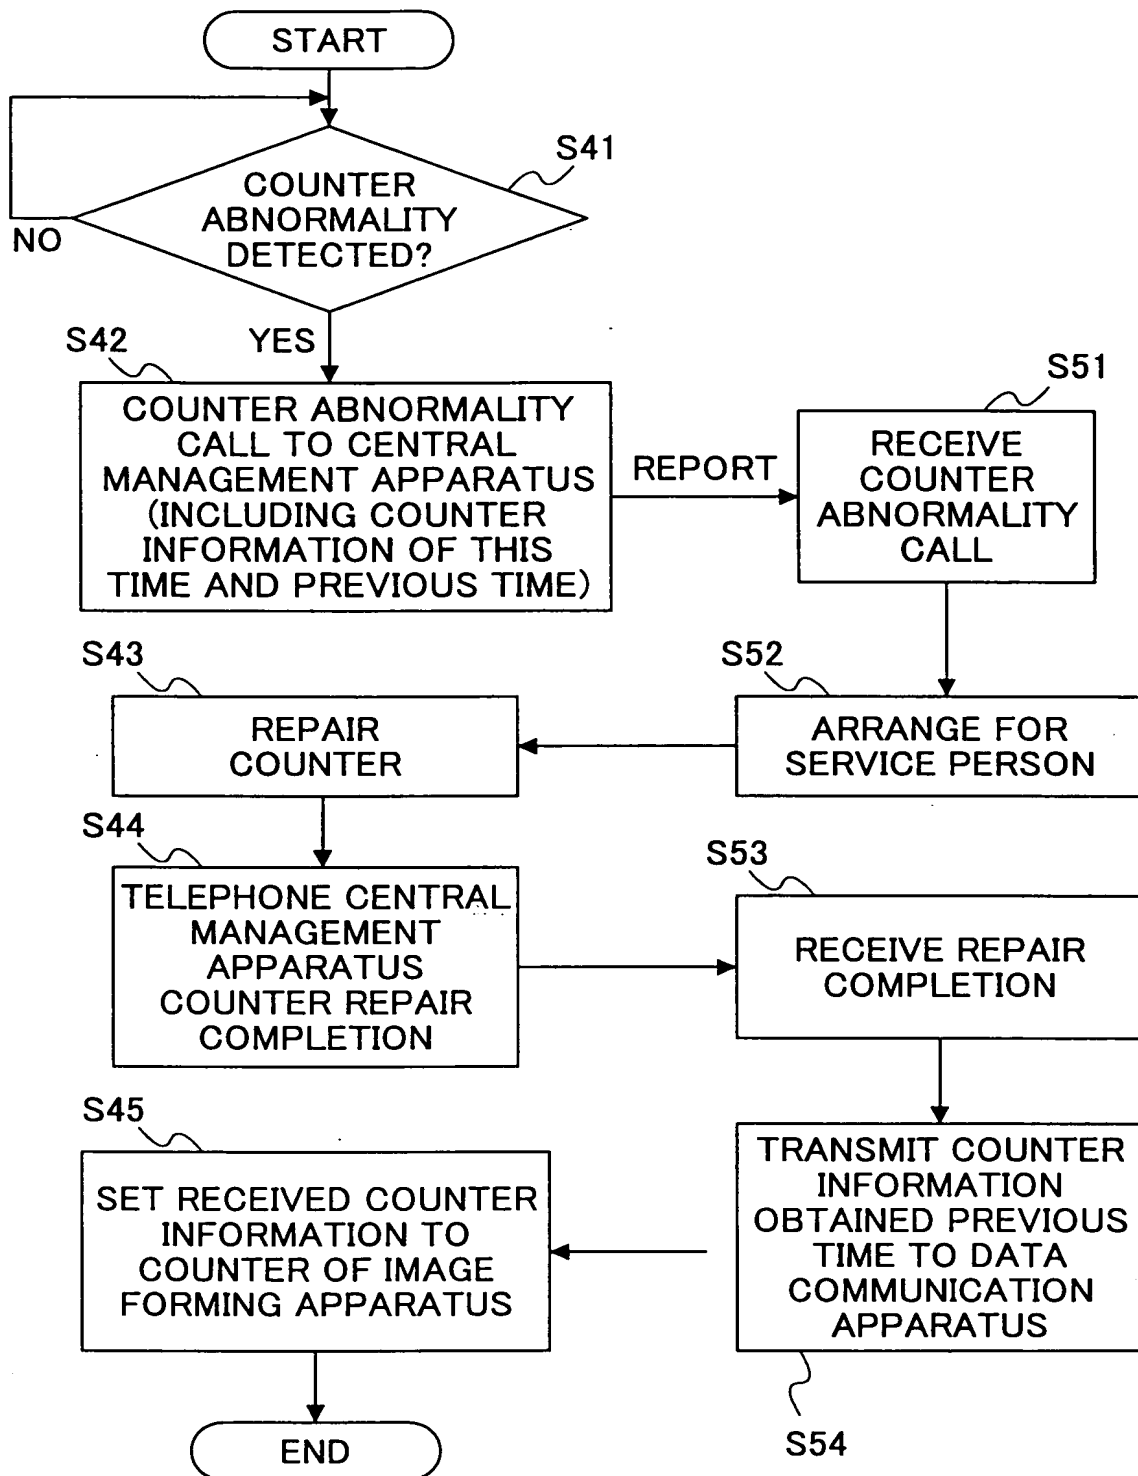 START
S41
COUNTER
ABNORMALITY
DETECTED?
NO
YES
S42
COUNTER ABNORMALITY
CALL TO CENTRAL
MANAGEMENT APPARATUS
(INCLUDING COUNTER
INFORMATION OF THIS
TIME AND PREVIOUS TIME)
REPORT
S51
RECEIVE
COUNTER
ABNORMALITY
CALL
S52
ARRANGE FOR
SERVICE PERSON
S43
REPAIR
COUNTER
S44
TELEPHONE CENTRAL
MANAGEMENT
APPARATUS
COUNTER REPAIR
COMPLETION
S53
RECEIVE REPAIR
COMPLETION
TRANSMIT COUNTER
INFORMATION
OBTAINED PREVIOUS
TIME TO DATA
COMMUNICATION
APPARATUS
S54
S45
SET RECEIVED COUNTER
INFORMATION TO
COUNTER OF IMAGE
FORMING APPARATUS
END